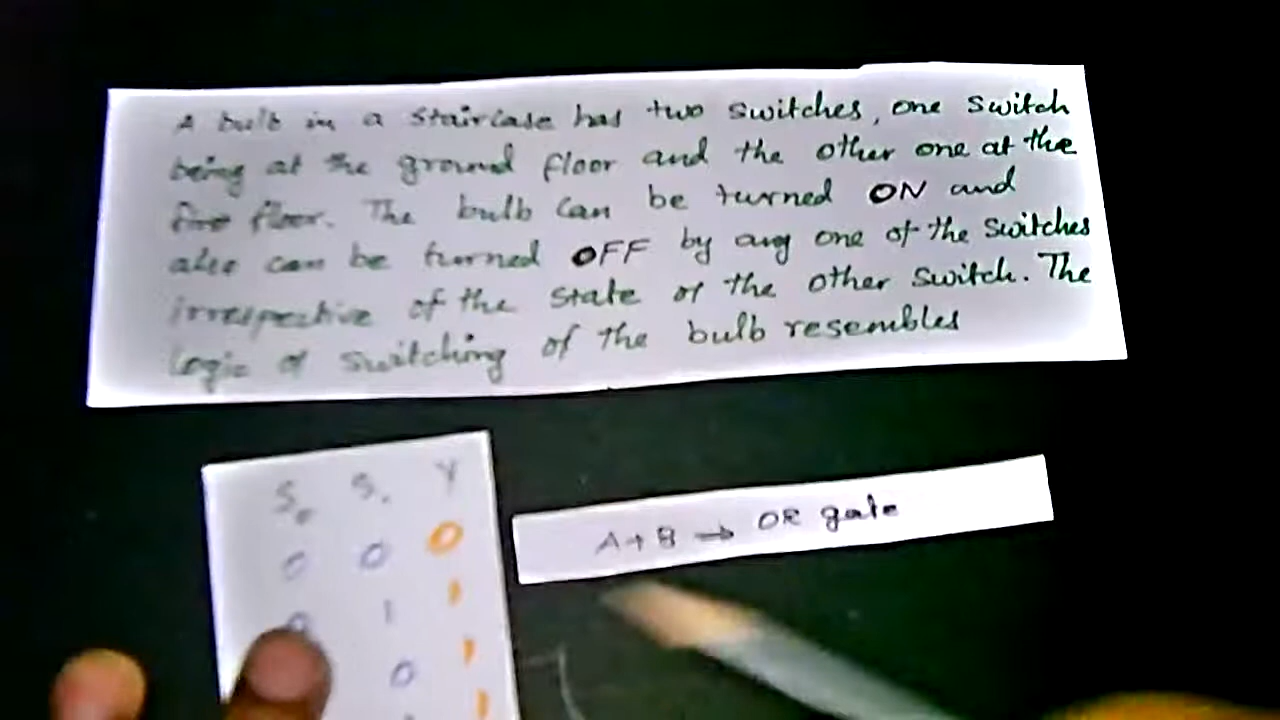 A bulb in a staircase has two switches, one switch
being at the ground floor and the other one at the
floor. The bulb can be turned ON and
also can be turned OFF by any one of the switches
irrespective of the state of the other switch. The
logic of switching of the bulb resembles
S₀ S₁ Y
0 0 0
0 1 1
0 1
1
A+B → OR gate